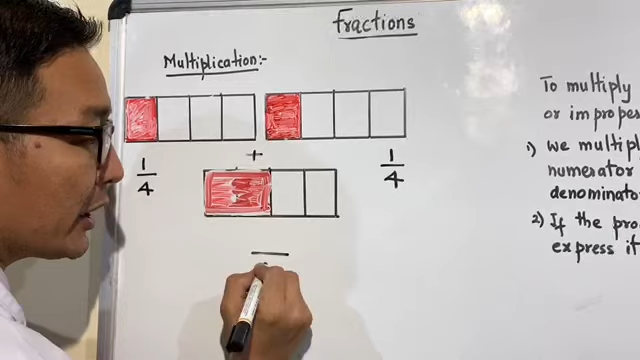 Fractions
Multiplication:-
1/4 + 1/4
To multiply
or imprope
1) we multipl
numerator
denominato
2) If the pro
express it